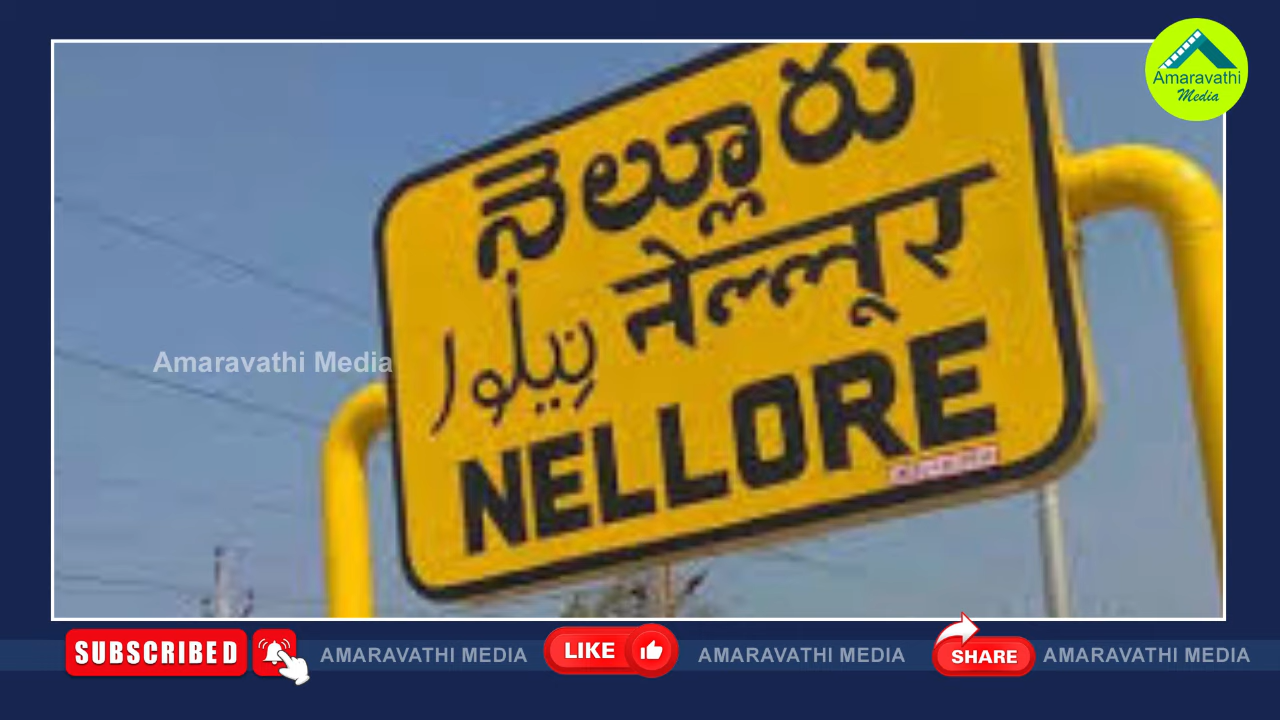 Amaravathi
Media
నెల్లూరు
नेल्लूर
نیلور
NELLORE
Amaravathi Media
SUBSCRIBED
AMARAVATHI MEDIA
LIKE
AMARAVATHI MEDIA
SHARE
AMARAVATHI MEDIA